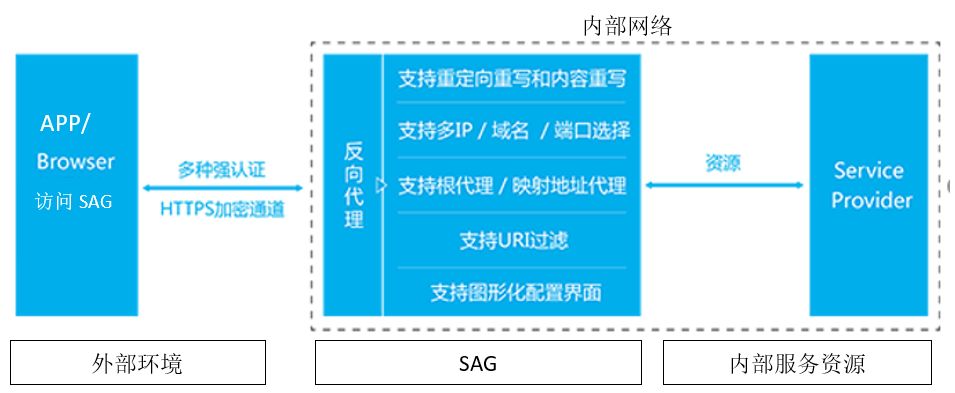 内部网络
APP/
Browser
访问 SAG
多种强认证
HTTPS加密通道
反向代理
支持重定向重写和内容重写
支持多IP / 域名 / 端口选择
支持根代理 / 映射地址代理
支持URI过滤
支持图形化配置界面
资源
Service
Provider
外部环境
SAG
内部服务资源